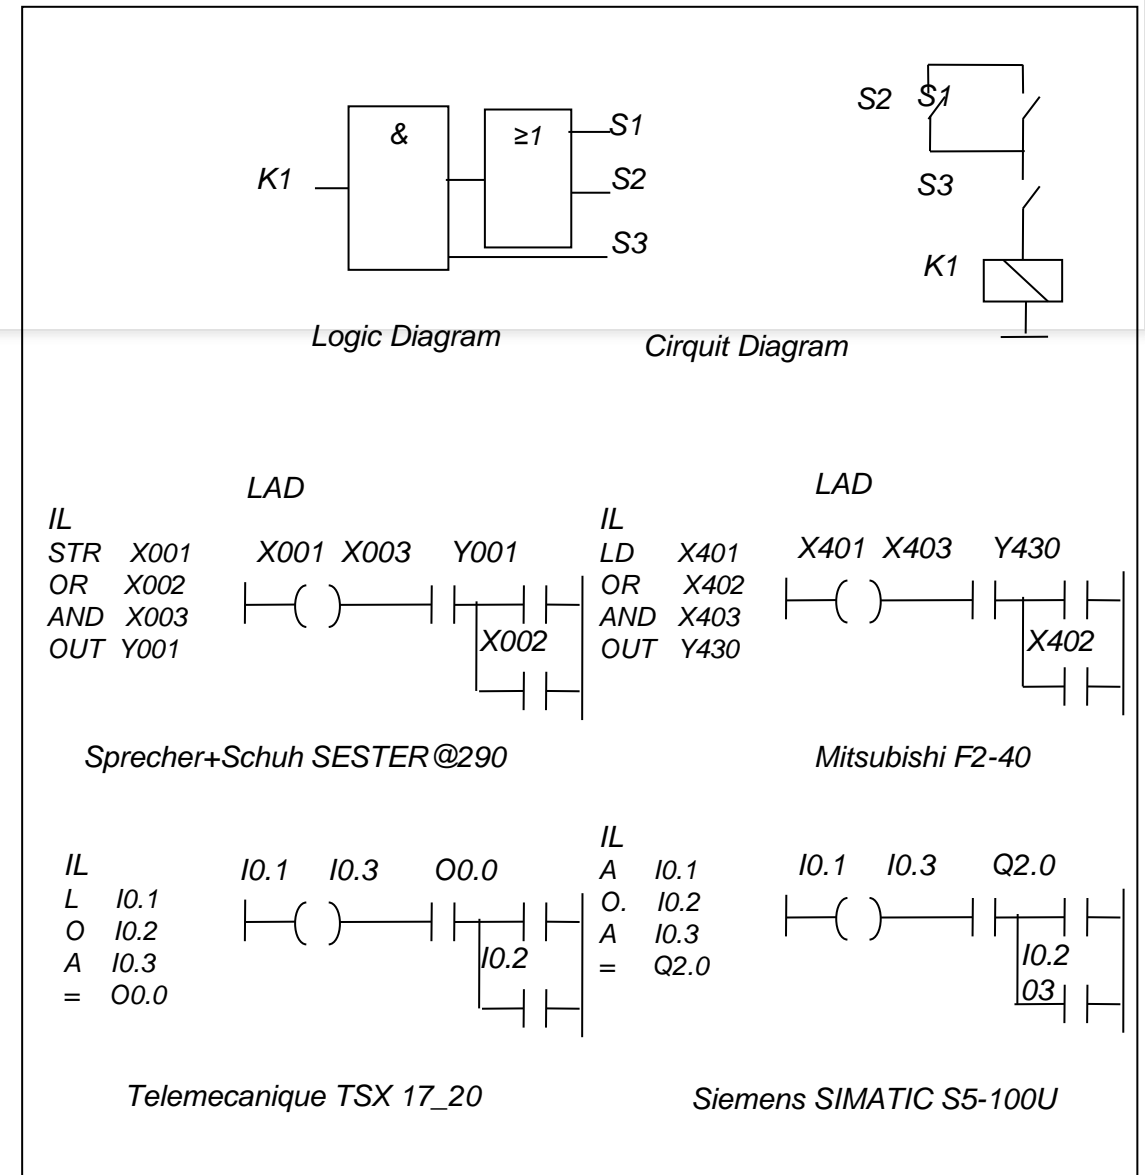 &
≥1
S1
K1
S2
S3
S2 S1
S3
K1
Logic Diagram
Cirquit Diagram
LAD
IL
STR X001
OR X002
AND X003
OUT Y001
X001 X003 Y001
X002
Sprecher+Schuh SESTER@290
LAD
IL
LD X401
OR X402
AND X403
OUT Y430
X401 X403 Y430
X402
Mitsubishi F2-40
IL
L I0.1
O I0.2
A I0.3
= O0.0
I0.1 I0.3 O0.0
I0.2
Telemecanique TSX 17_20
IL
A I0.1
O. I0.2
A I0.3
= Q2.0
I0.1 I0.3 Q2.0
I0.2
03
Siemens SIMATIC S5-100U